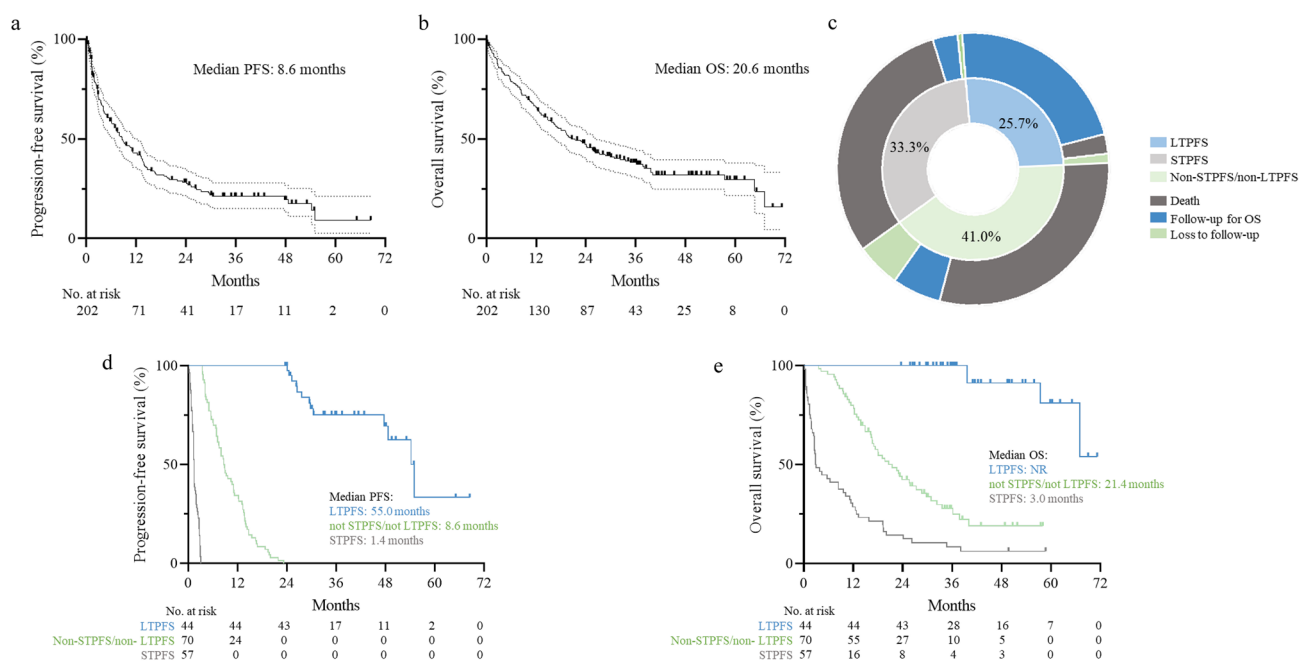 a
Progression-free survival (%)
100
50
0
Median PFS: 8.6 months
0 12 24 36 48 60 72
Months
No. at risk
202 71 41 17 11 2 0
b
Overall survival (%)
100
50
0
Median OS: 20.6 months
0 12 24 36 48 60 72
Months
No. at risk
202 130 87 43 25 8 0
c
25.7%
33.3%
41.0%
LTPFS
STPFS
Non-STPFS/non-LTPFS
Death
Follow-up for OS
Loss to follow-up
d
Progression-free survival (%)
100
50
0
Median PFS:
LTPFS: 55.0 months
not STPFS/not LTPFS: 8.6 months
STPFS: 1.4 months
0 12 24 36 48 60 72
Months
No. at risk
LTPFS 44 44 43 17 11 2 0
Non-STPFS/non- LTPFS 70 24 0 0 0 0 0
STPFS 57 0 0 0 0 0 0
e
Overall survival (%)
100
50
0
Median OS:
LTPFS: NR
not STPFS/not LTPFS: 21.4 months
STPFS: 3.0 months
0 12 24 36 48 60 72
Months
No. at risk
LTPFS 44 44 43 28 16 7 0
Non-STPFS/non- LTPFS 70 55 27 10 5 0
STPFS 57 16 8 4 3 0